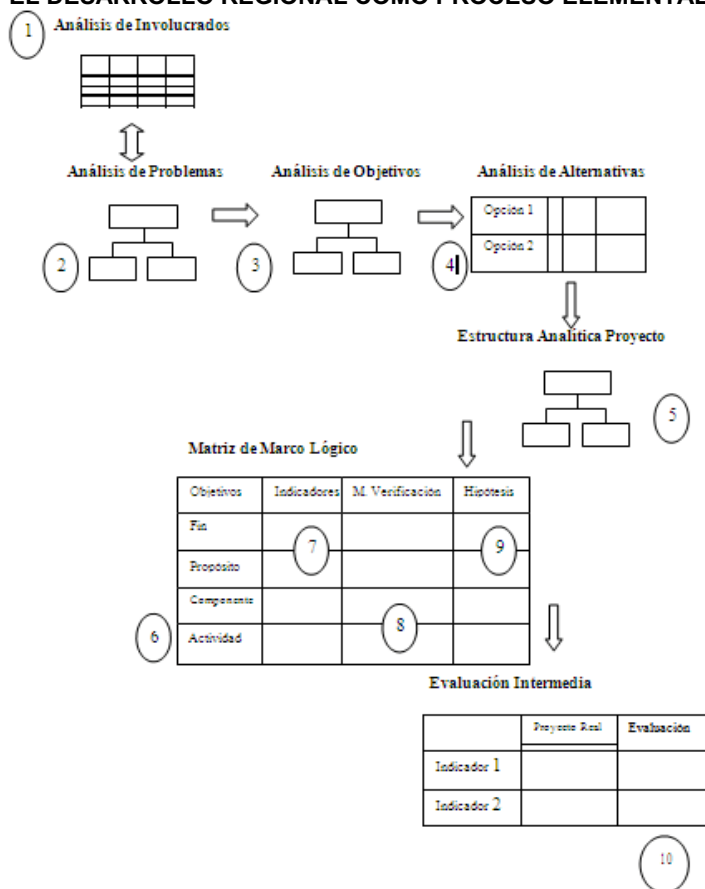 EL DESARROLLO REGIONAL COMO PROCESO ELEMENTAL
1 Análisis de Involucrados
Análisis de Problemas Análisis de Objetivos Análisis de Alternativas
Opción 1
Opción 2
2 3 4
Estructura Analítica Proyecto
5
Matriz de Marco Lógico
Objetivos Indicadores M. Verificación Hipótesis
Fin
7 9
Propósito
Componente
8
6 Actividad
Evaluación Intermedia
Proyecto Real Evaluación
Indicador 1
Indicador 2
10